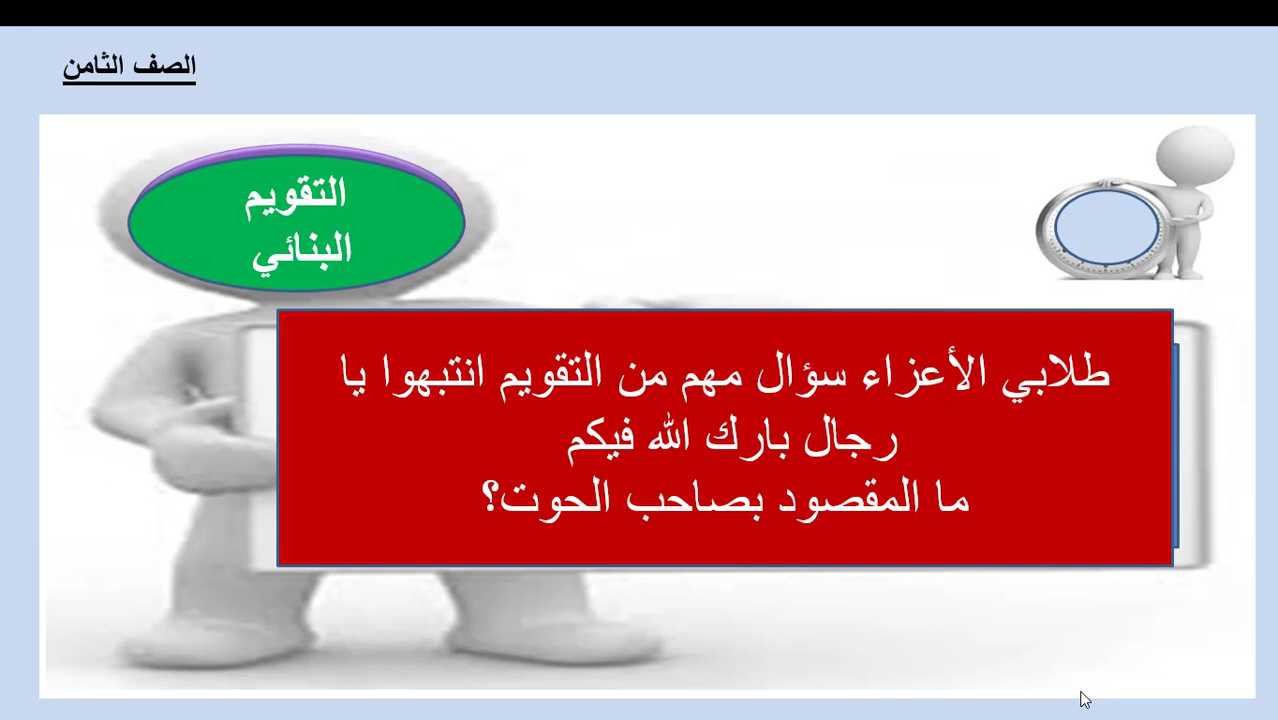 الصف الثامن
التقويم
البنائي
طلابي الأعزاء سؤال مهم من التقويم انتبهوا يا
رجال بارك الله فيكم
ما المقصود بصاحب الحوت؟